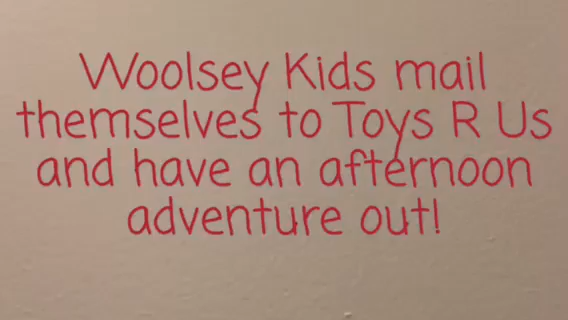 Woolsey Kids mail
themselves to Toys R Us
and have an afternoon
adventure out!